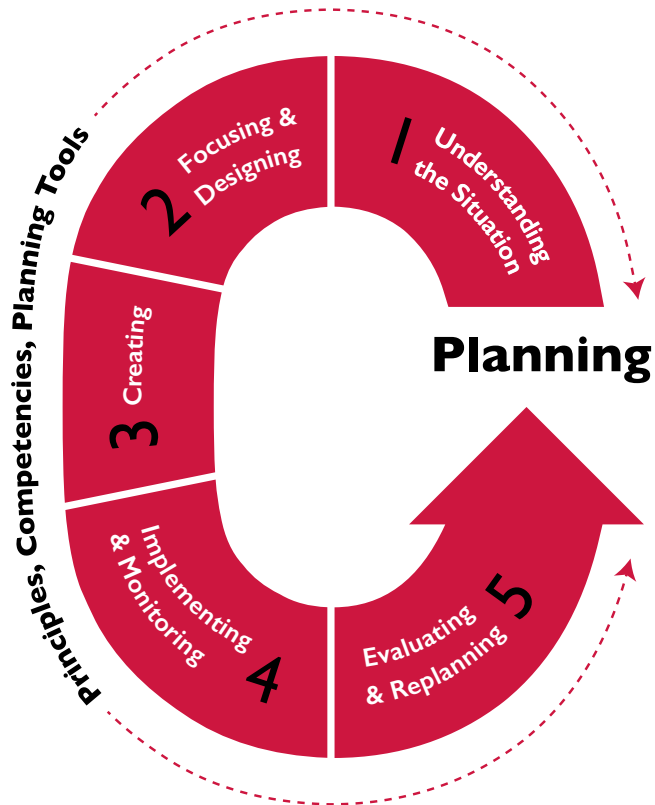 Principles, Competencies, Planning Tools
1
Understanding
the Situation
2
Focusing &
Designing
3
Creating
4
Implementing
& Monitoring
5
Evaluating
& Replanning
Planning